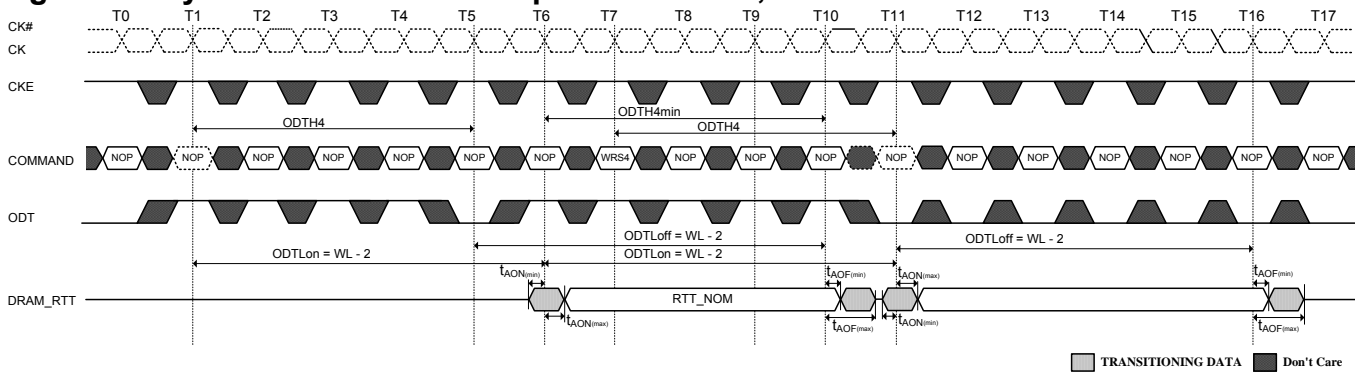 T0 T1 T2 T3 T4 T5 T6 T7 T8 T9 T10 T11 T12 T13 T14 T15 T16 T17
CK#
CK
CKE
ODTH4min
ODTH4 ODTH4
COMMAND NOP NOP NOP NOP NOP NOP NOP WRS4 NOP NOP NOP NOP NOP NOP NOP NOP NOP NOP
ODT
ODTLoff = WL - 2 ODTLoff = WL - 2
ODTLon = WL - 2 ODTLon = WL - 2
tAON(min) tAOF(min) tAON(max) tAOF(min)
DRAM_RTT RTT_NOM
tAON(max) tAOF(max) tAON(min) tAOF(max)
TRANSITIONING DATA Don't Care